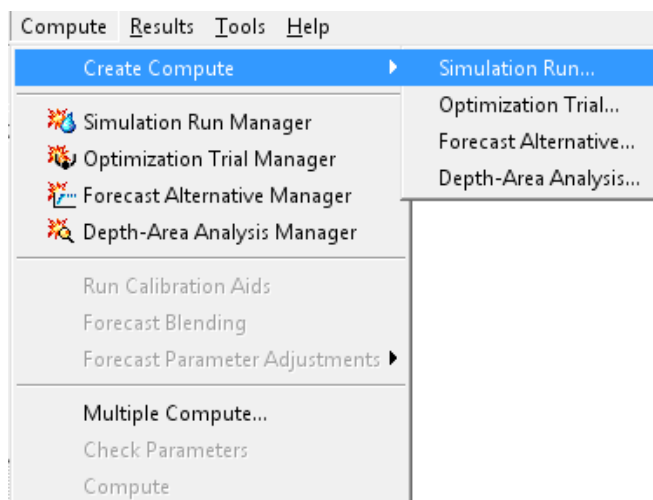 Compute Results Tools Help
Create Compute
Simulation Run...
Optimization Trial...
Forecast Alternative...
Depth-Area Analysis...
Simulation Run Manager
Optimization Trial Manager
Forecast Alternative Manager
Depth-Area Analysis Manager
Run Calibration Aids
Forecast Blending
Forecast Parameter Adjustments
Multiple Compute...
Check Parameters
Compute